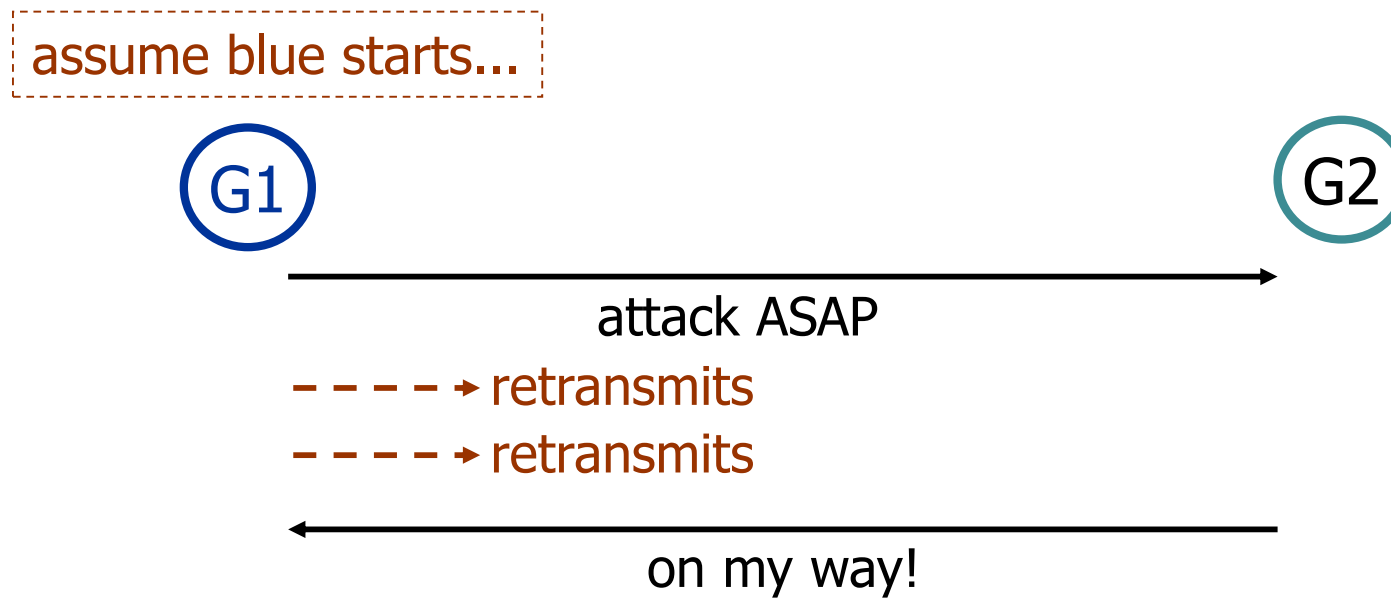 assume blue starts...
G1
G2
attack ASAP
retransmits
retransmits
on my way!